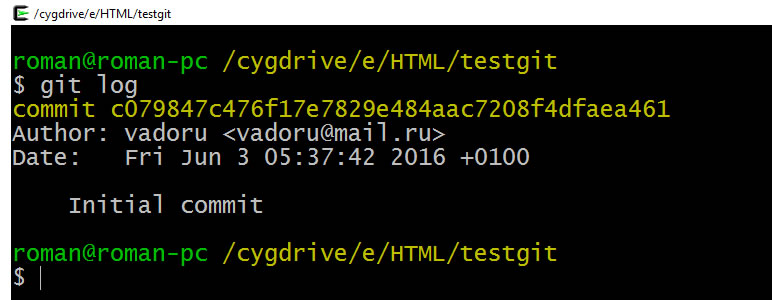 /cygdrive/e/HTML/testgit
roman@roman-pc /cygdrive/e/HTML/testgit
$ git log
commit c079847c476f17e7829e484aac7208f4dfaea461
Author: vadoru <vadoru@mail.ru>
Date:   Fri Jun 3 05:37:42 2016 +0100
    Initial commit
roman@roman-pc /cygdrive/e/HTML/testgit
$